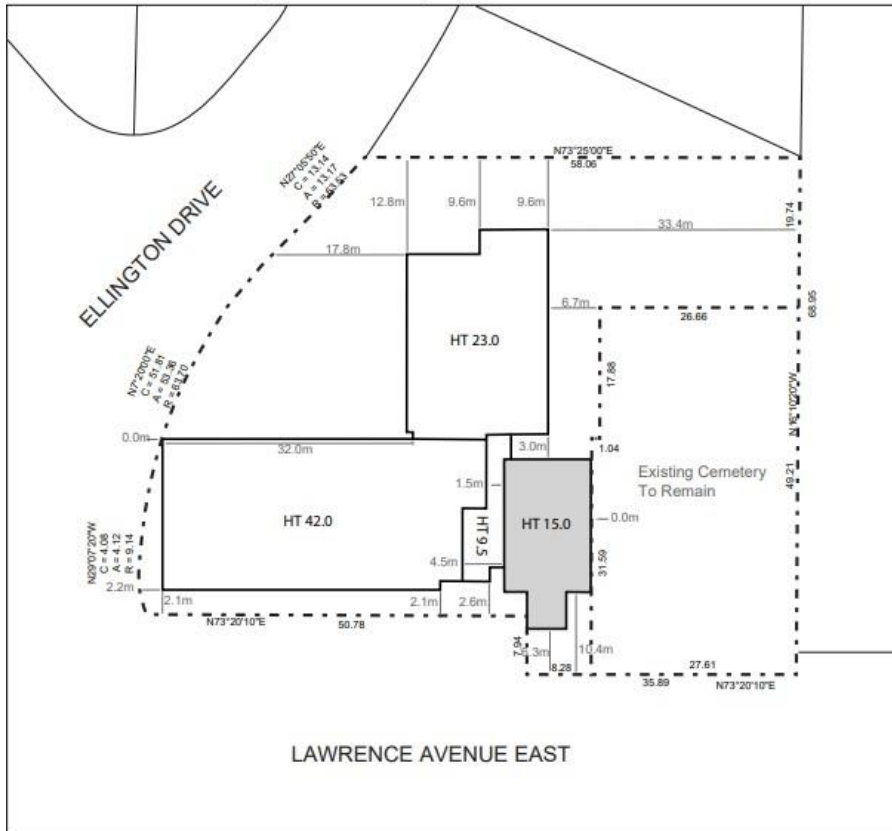 N73°25'00"E
58.06
N27°05'50"E
C = 13.14
A = 13.17
R = 63.53
12.8m
9.6m
9.6m
19.74
33.4m
ELLINGTON DRIVE
17.8m
6.7m
26.66
68.95
HT 23.0
17.88
N7°20'00"E
C = 51.81
A = 53.36
R = 63.70
N16°10'20"W
0.0m
32.0m
3.0m
1.04
Existing Cemetery
To Remain
49.21
1.5m
HT 42.0
HT 9.5
HT 15.0
0.0m
N29°07'20"W
C = 4.08
A = 4.12
R = 9.14
4.5m
31.59
2.2m
2.1m
2.1m
2.6m
N73°20'10"E
50.78
7.94
10.4m
8.28
27.61
35.89
N73°20'10"E
LAWRENCE AVENUE EAST